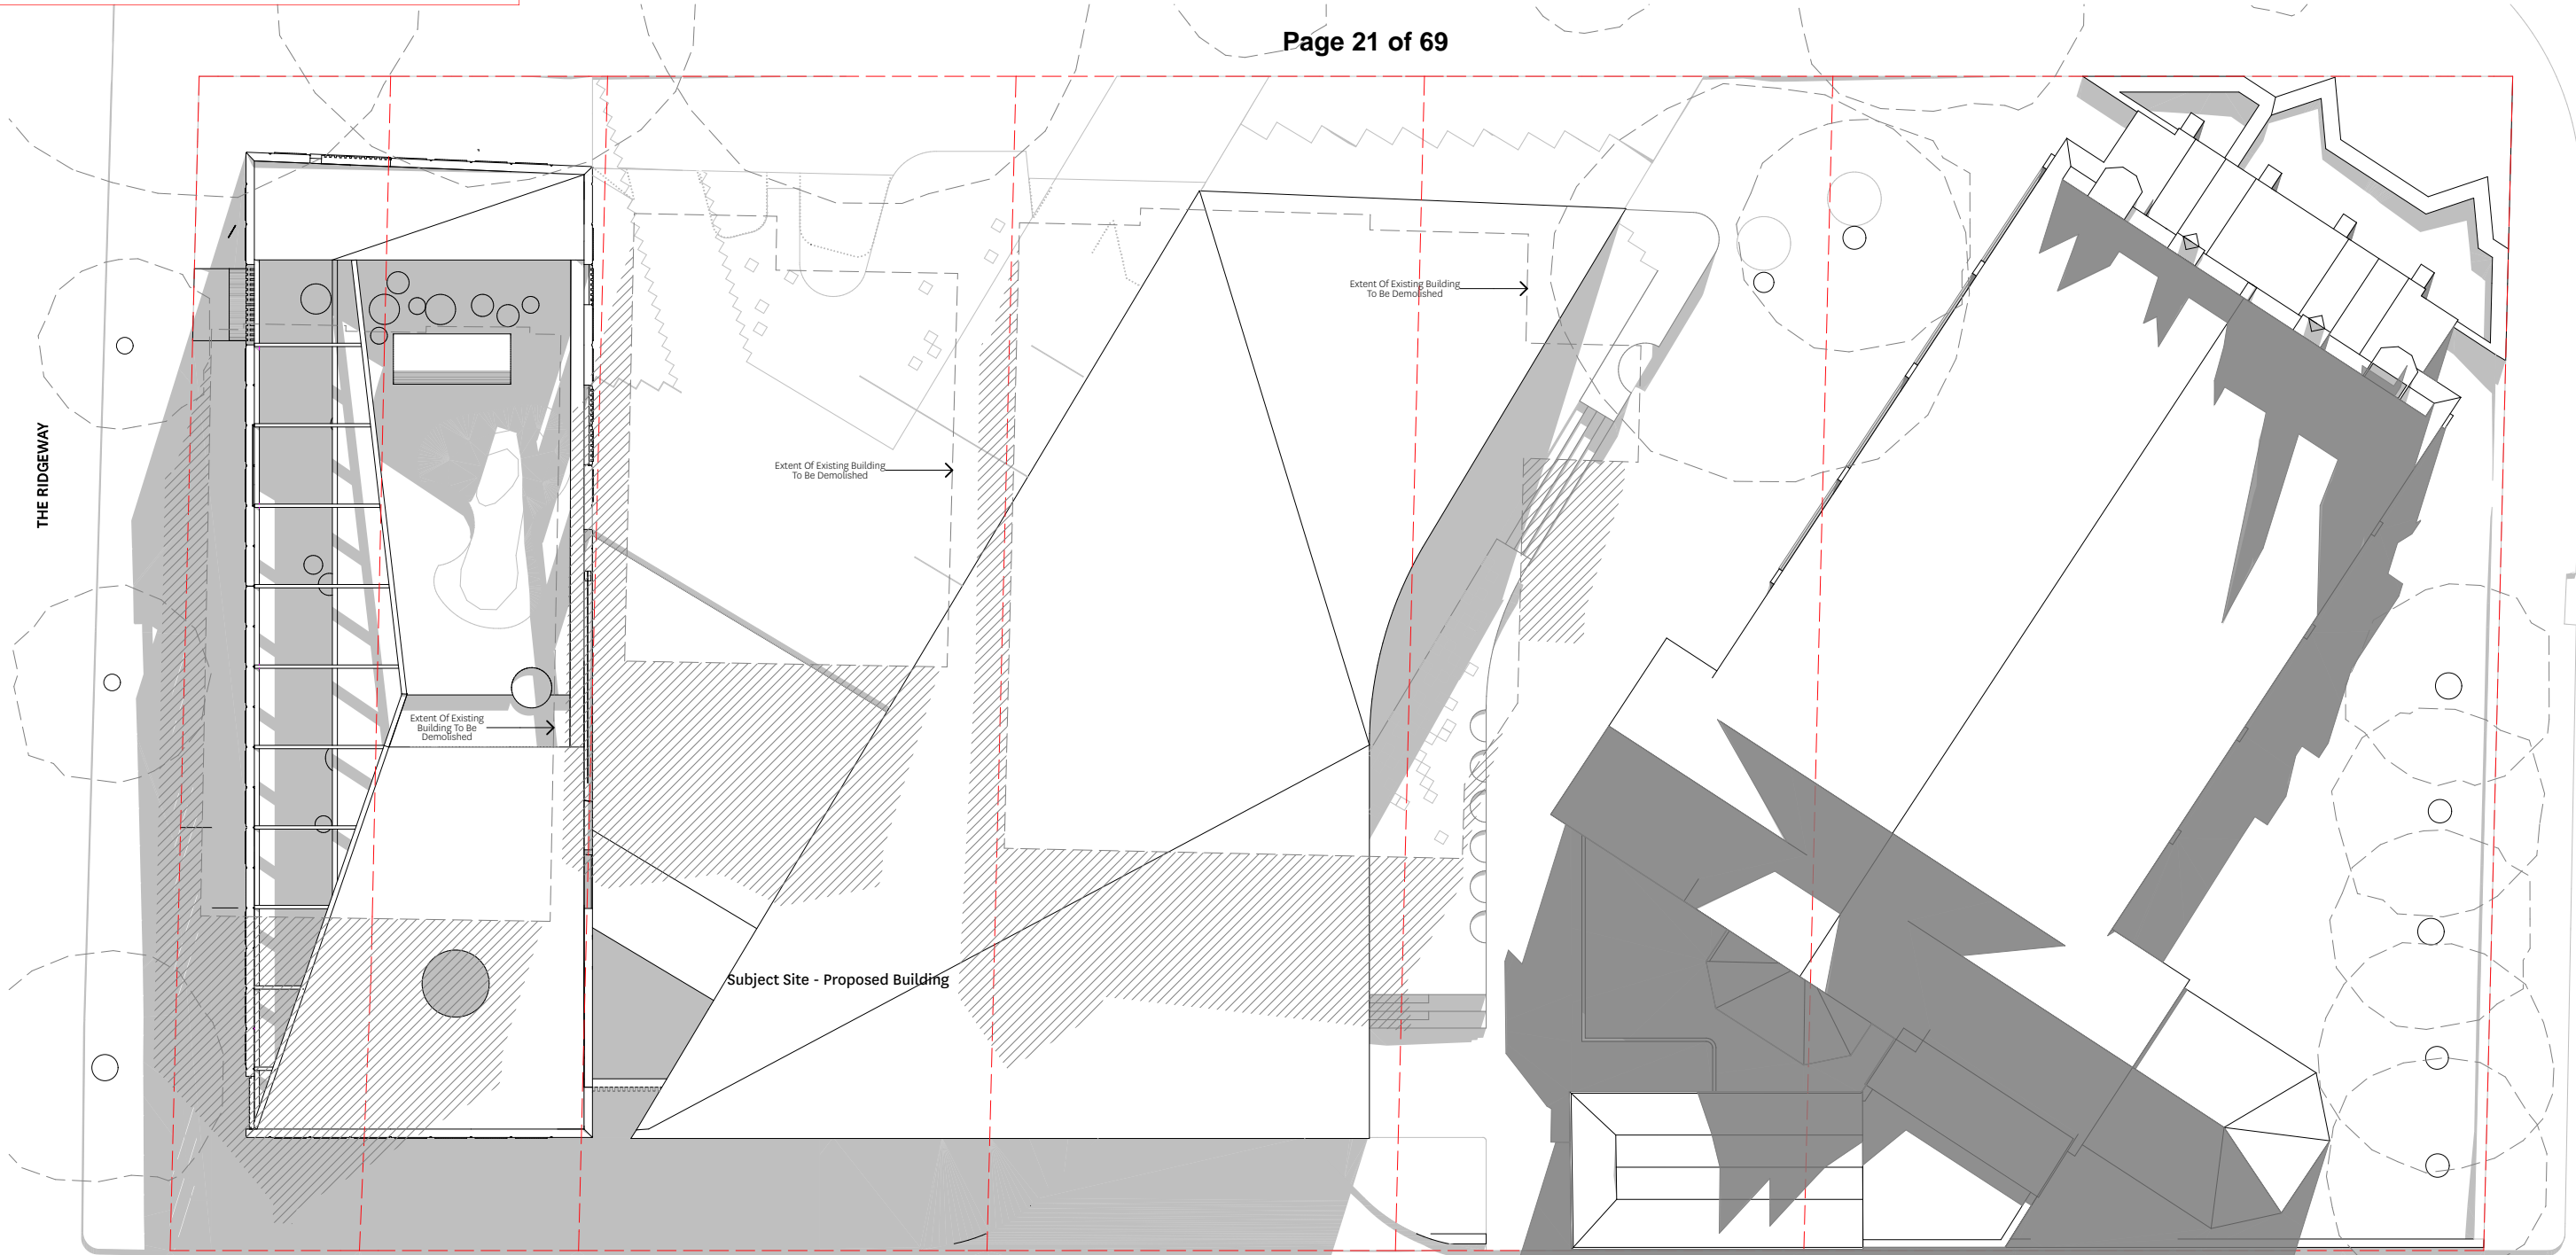 Page 21 of 69
Extent Of Existing Building
To Be Demolished
THE RIDGEWAY
Extent Of Existing Building
To Be Demolished
Extent Of Existing
Building To Be
Demolished
Subject Site - Proposed Building